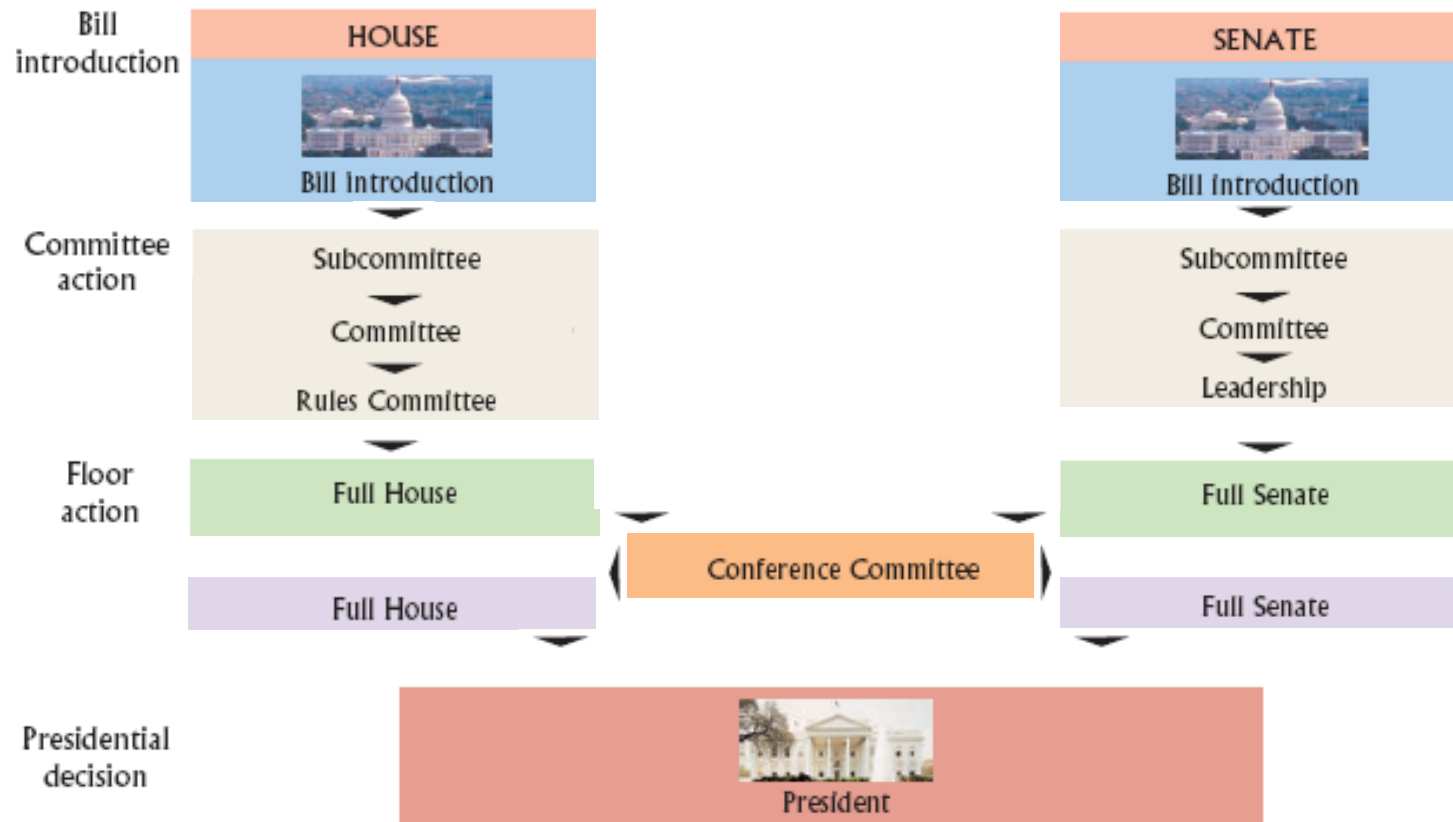 Bill
introduction
HOUSE
Bill introduction
SENATE
Bill introduction
Committee
action
Subcommittee
Committee
Rules Committee
Subcommittee
Committee
Leadership
Floor
action
Full House
Full Senate
Conference Committee
Full House
Full Senate
Presidential
decision
President